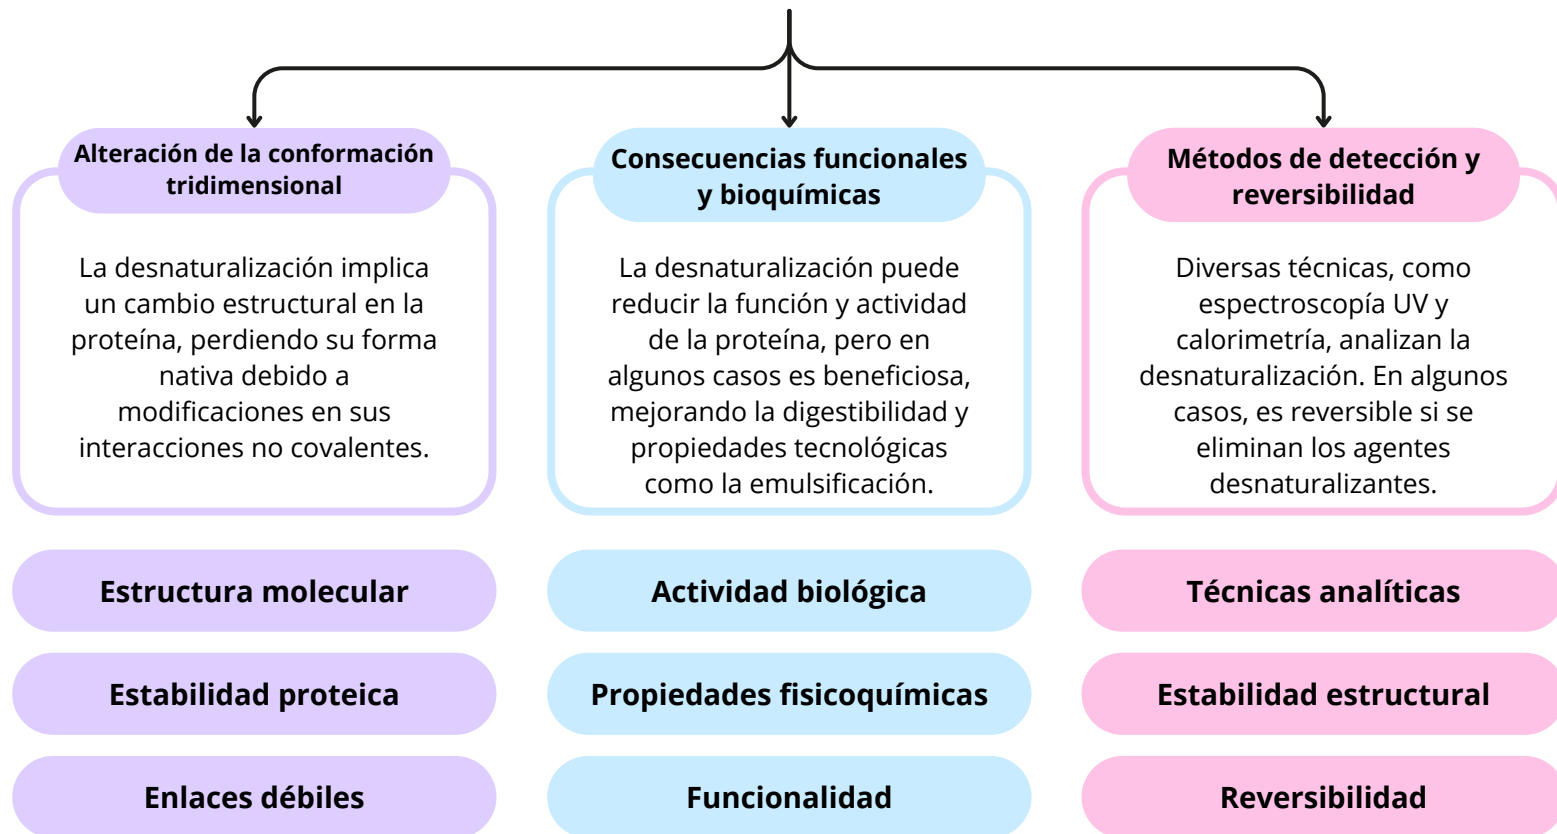 Alteración de la conformación
tridimensional
La desnaturalización implica
un cambio estructural en la
proteína, perdiendo su forma
nativa debido a
modificaciones en sus
interacciones no covalentes.
Estructura molecular
Estabilidad proteica
Enlaces débiles
Consecuencias funcionales
y bioquímicas
La desnaturalización puede
reducir la función y actividad
de la proteína, pero en
algunos casos es beneficiosa,
mejorando la digestibilidad y
propiedades tecnológicas
como la emulsificación.
Actividad biológica
Propiedades fisicoquímicas
Funcionalidad
Métodos de detección y
reversibilidad
Diversas técnicas, como
espectroscopía UV y
calorimetría, analizan la
desnaturalización. En algunos
casos, es reversible si se
eliminan los agentes
desnaturalizantes.
Técnicas analíticas
Estabilidad estructural
Reversibilidad